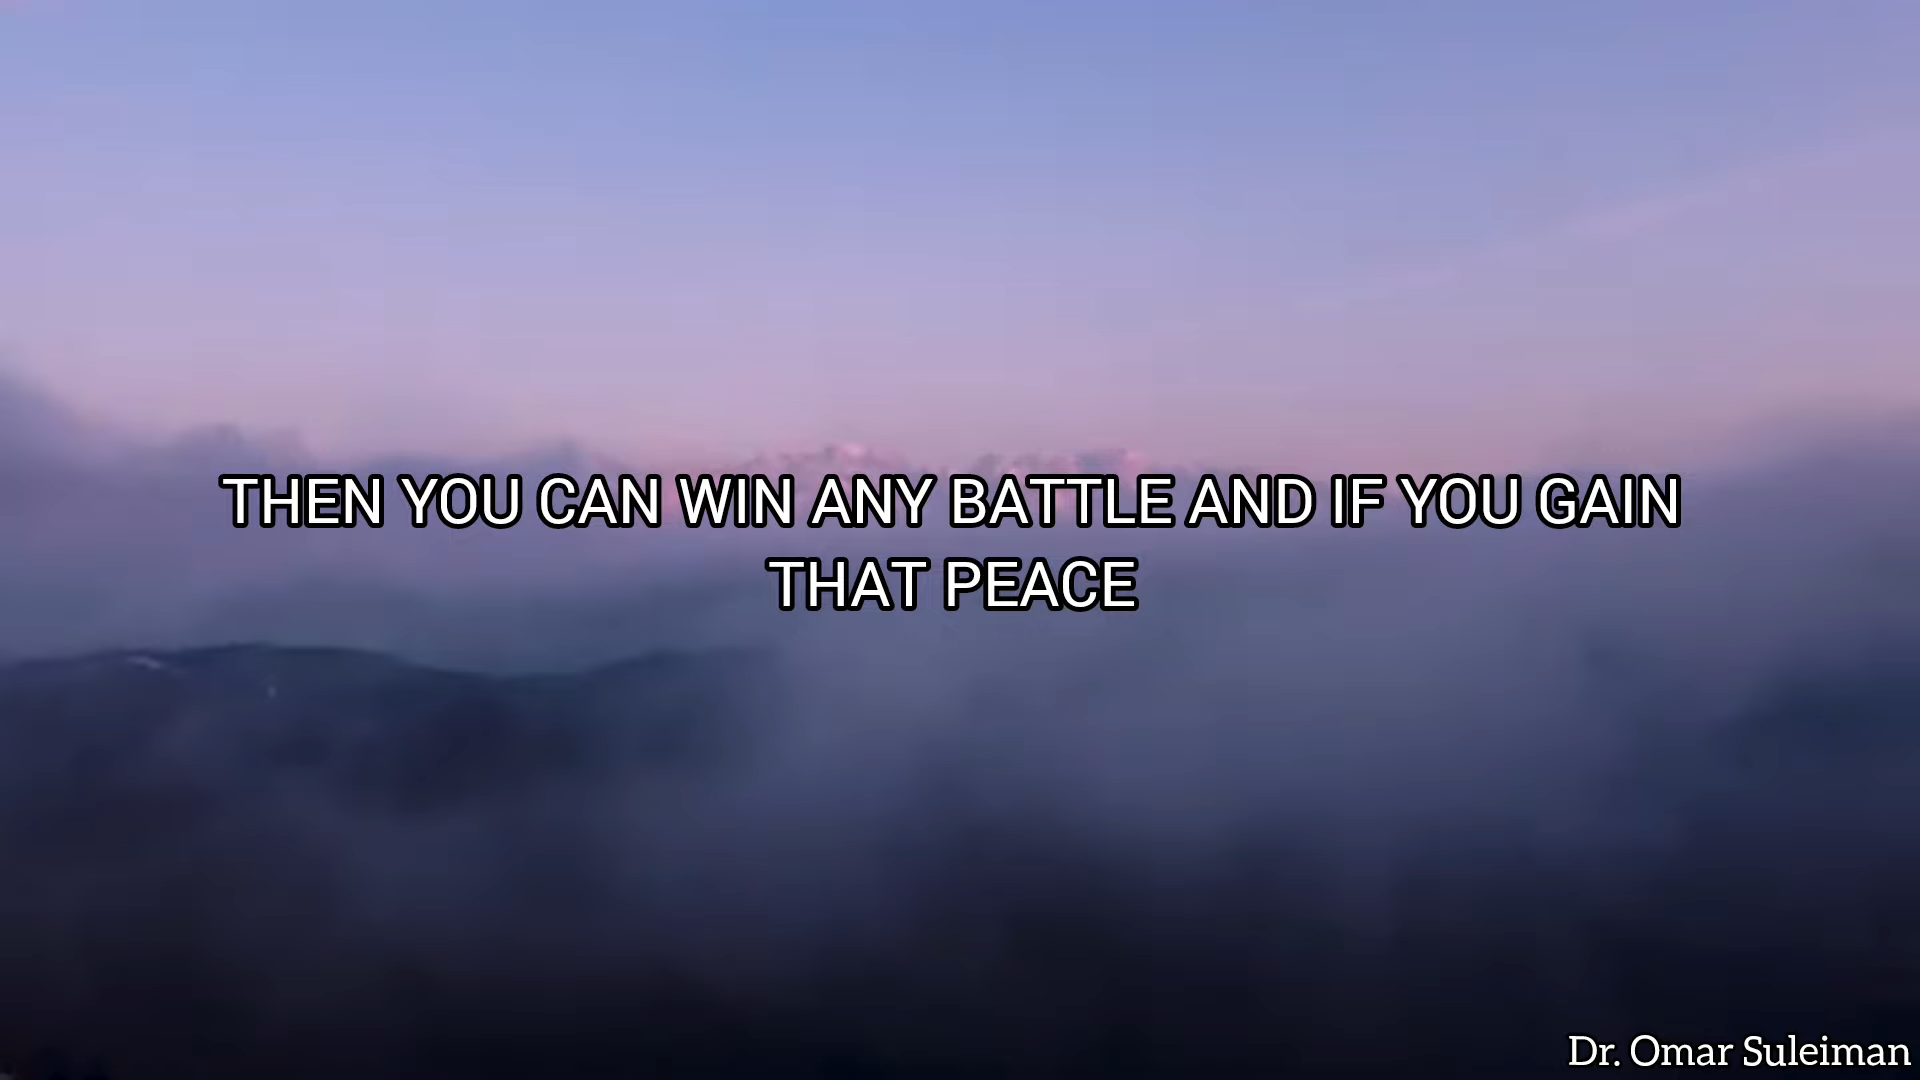 THEN YOU CAN WIN ANY BATTLE AND IF YOU GAIN
THAT PEACE
Dr. Omar Suleiman